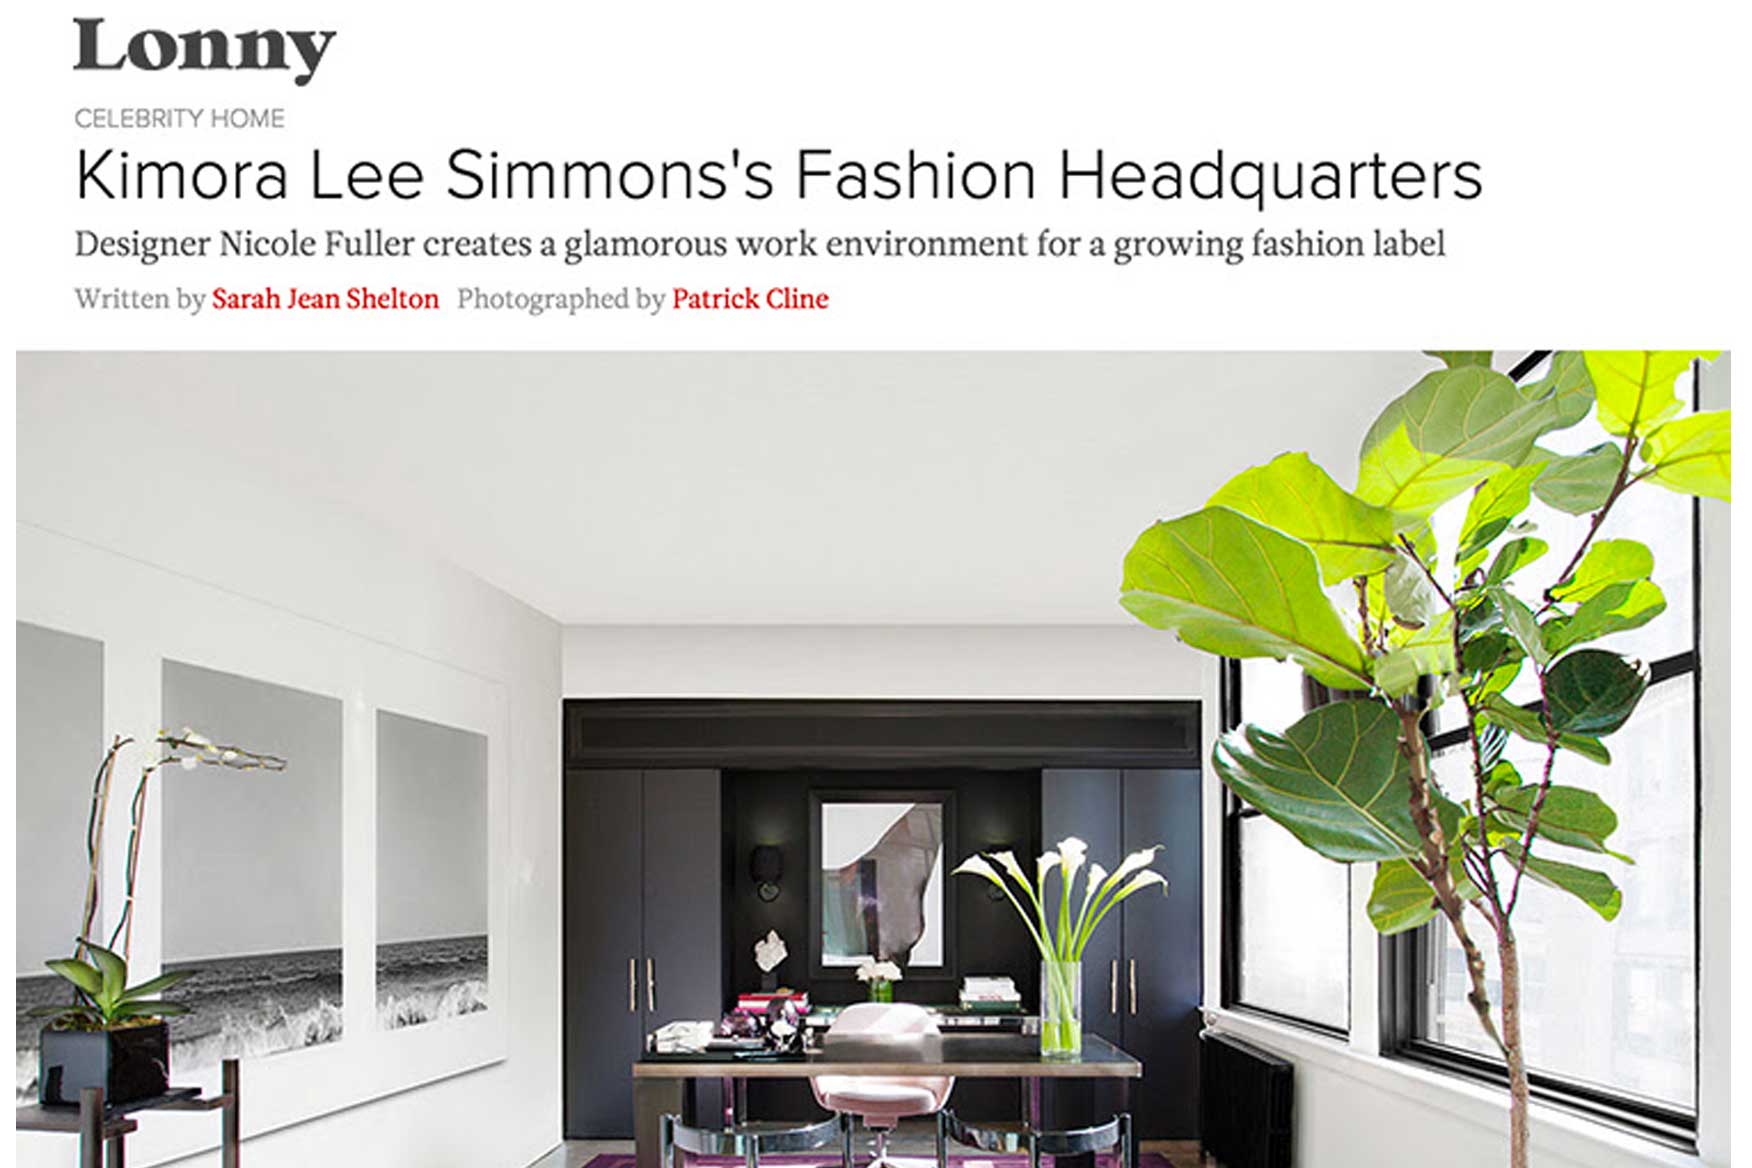 Lonny
CELEBRITY HOME
Kimora Lee Simmons's Fashion Headquarters
Designer Nicole Fuller creates a glamorous work environment for a growing fashion label
Written by Sarah Jean Shelton Photographed by Patrick Cline